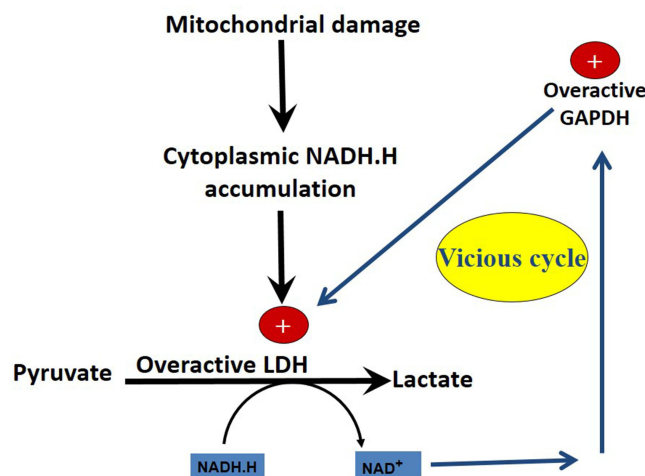 Mitochondrial damage
+
Overactive
GAPDH
Cytoplasmic NADH.H
accumulation
Vicious cycle
+
Overactive LDH
Pyruvate
Lactate
NADH.H
NAD⁺